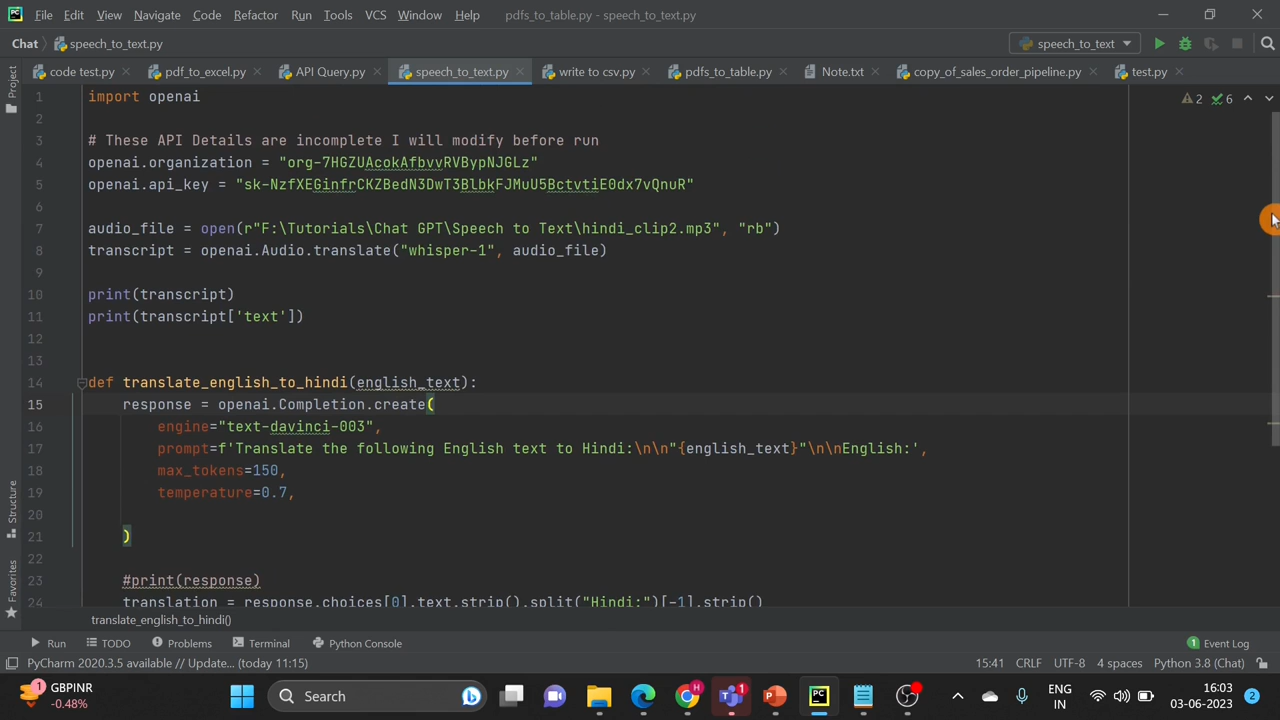 File Edit View Navigate Code Refactor Run Tools VCS Window Help pdfs_to_table.py - speech_to_text.py
Chat speech_to_text.py speech_to_text
code test.py pdf_to_excel.py API Query.py speech_to_text.py write to csv.py pdfs_to_table.py Note.txt copy_of_sales_order_pipeline.py test.py
Project
2 6
1 import openai
2
3 # These API Details are incomplete I will modify before run
4 openai.organization = "org-7HGZUAcokAfbvvRVBypNJGLz"
5 openai.api_key = "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"
6
7 audio_file = open(r"F:\Tutorials\Chat GPT\Speech to Text\hindi_clip2.mp3", "rb")
8 transcript = openai.Audio.translate("whisper-1", audio_file)
9
10 print(transcript)
11 print(transcript['text'])
12
13
14 def translate_english_to_hindi(english_text):
15 response = openai.Completion.create(
16 engine="text-davinci-003",
17 prompt=f'Translate the following English text to Hindi:\n\n"{english_text}"\n\nEnglish:',
18 max_tokens=150,
19 temperature=0.7,
20
21 )
22
23 #print(response)
24 translation = response.choices[0].text.strip().split("Hindi:")[-1].strip()
Structure
Favorites
translate_english_to_hindi()
Run TODO Problems Terminal Python Console 1 Event Log
PyCharm 2020.3.5 available // Update... (today 11:15) 15:41 CRLF UTF-8 4 spaces Python 3.8 (Chat)
1 GBPINR
-0.48%
Search
H
1
ENG
IN
16:03
03-06-2023
2